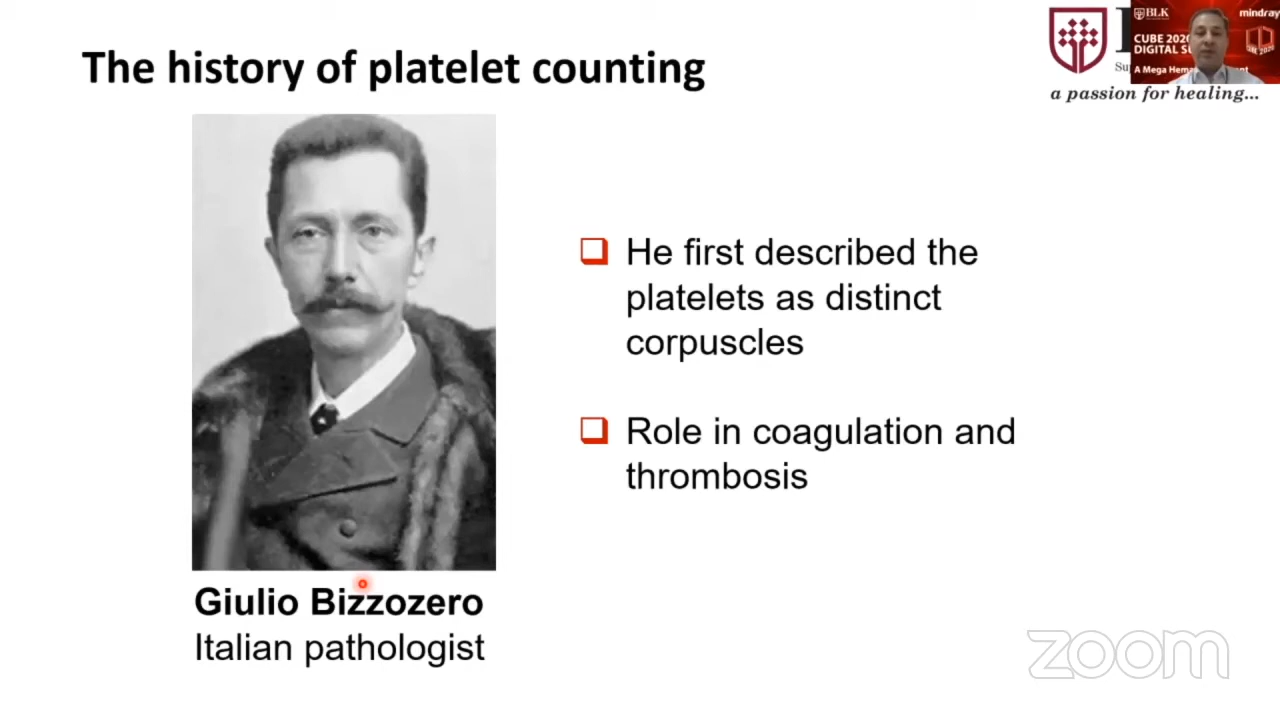 The history of platelet counting
BLK
mindray
CUBE 2020
DIGITAL SU
A Mega Hema
a passion for healing...
He first described the
platelets as distinct
corpuscles
Role in coagulation and
thrombosis
Giulio Bizzozero
Italian pathologist
zoom